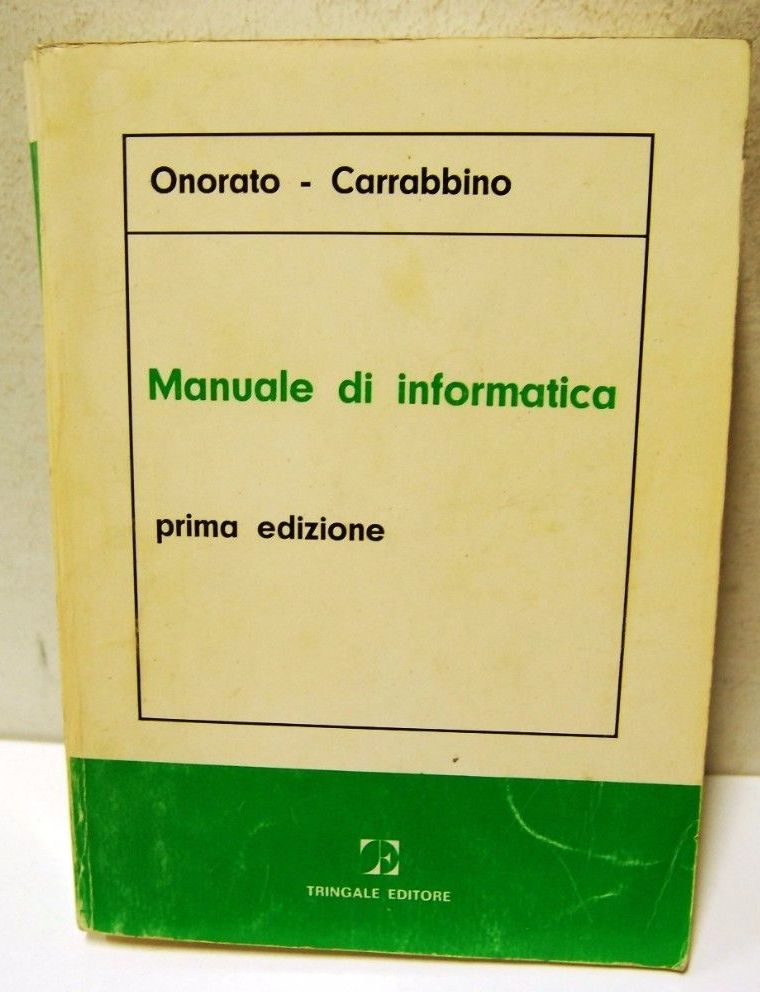 Onorato - Carrabbino
Manuale di informatica
prima edizione
TRINGALE EDITORE